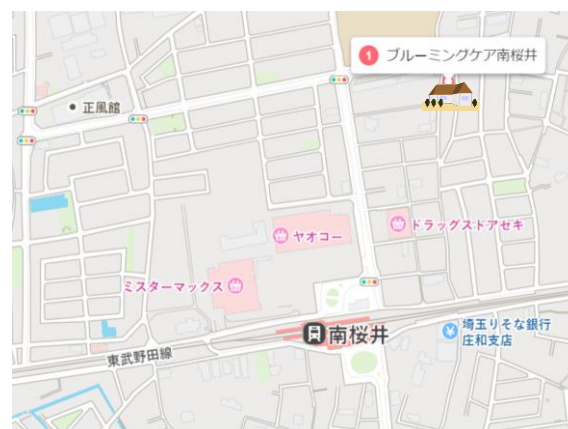 1 ブルーミングケア南桜井
正風館
ドラッグストアセキ
ヤオコー
ミスターマックス
南桜井
埼玉りそな銀行
庄和支店
東武野田線